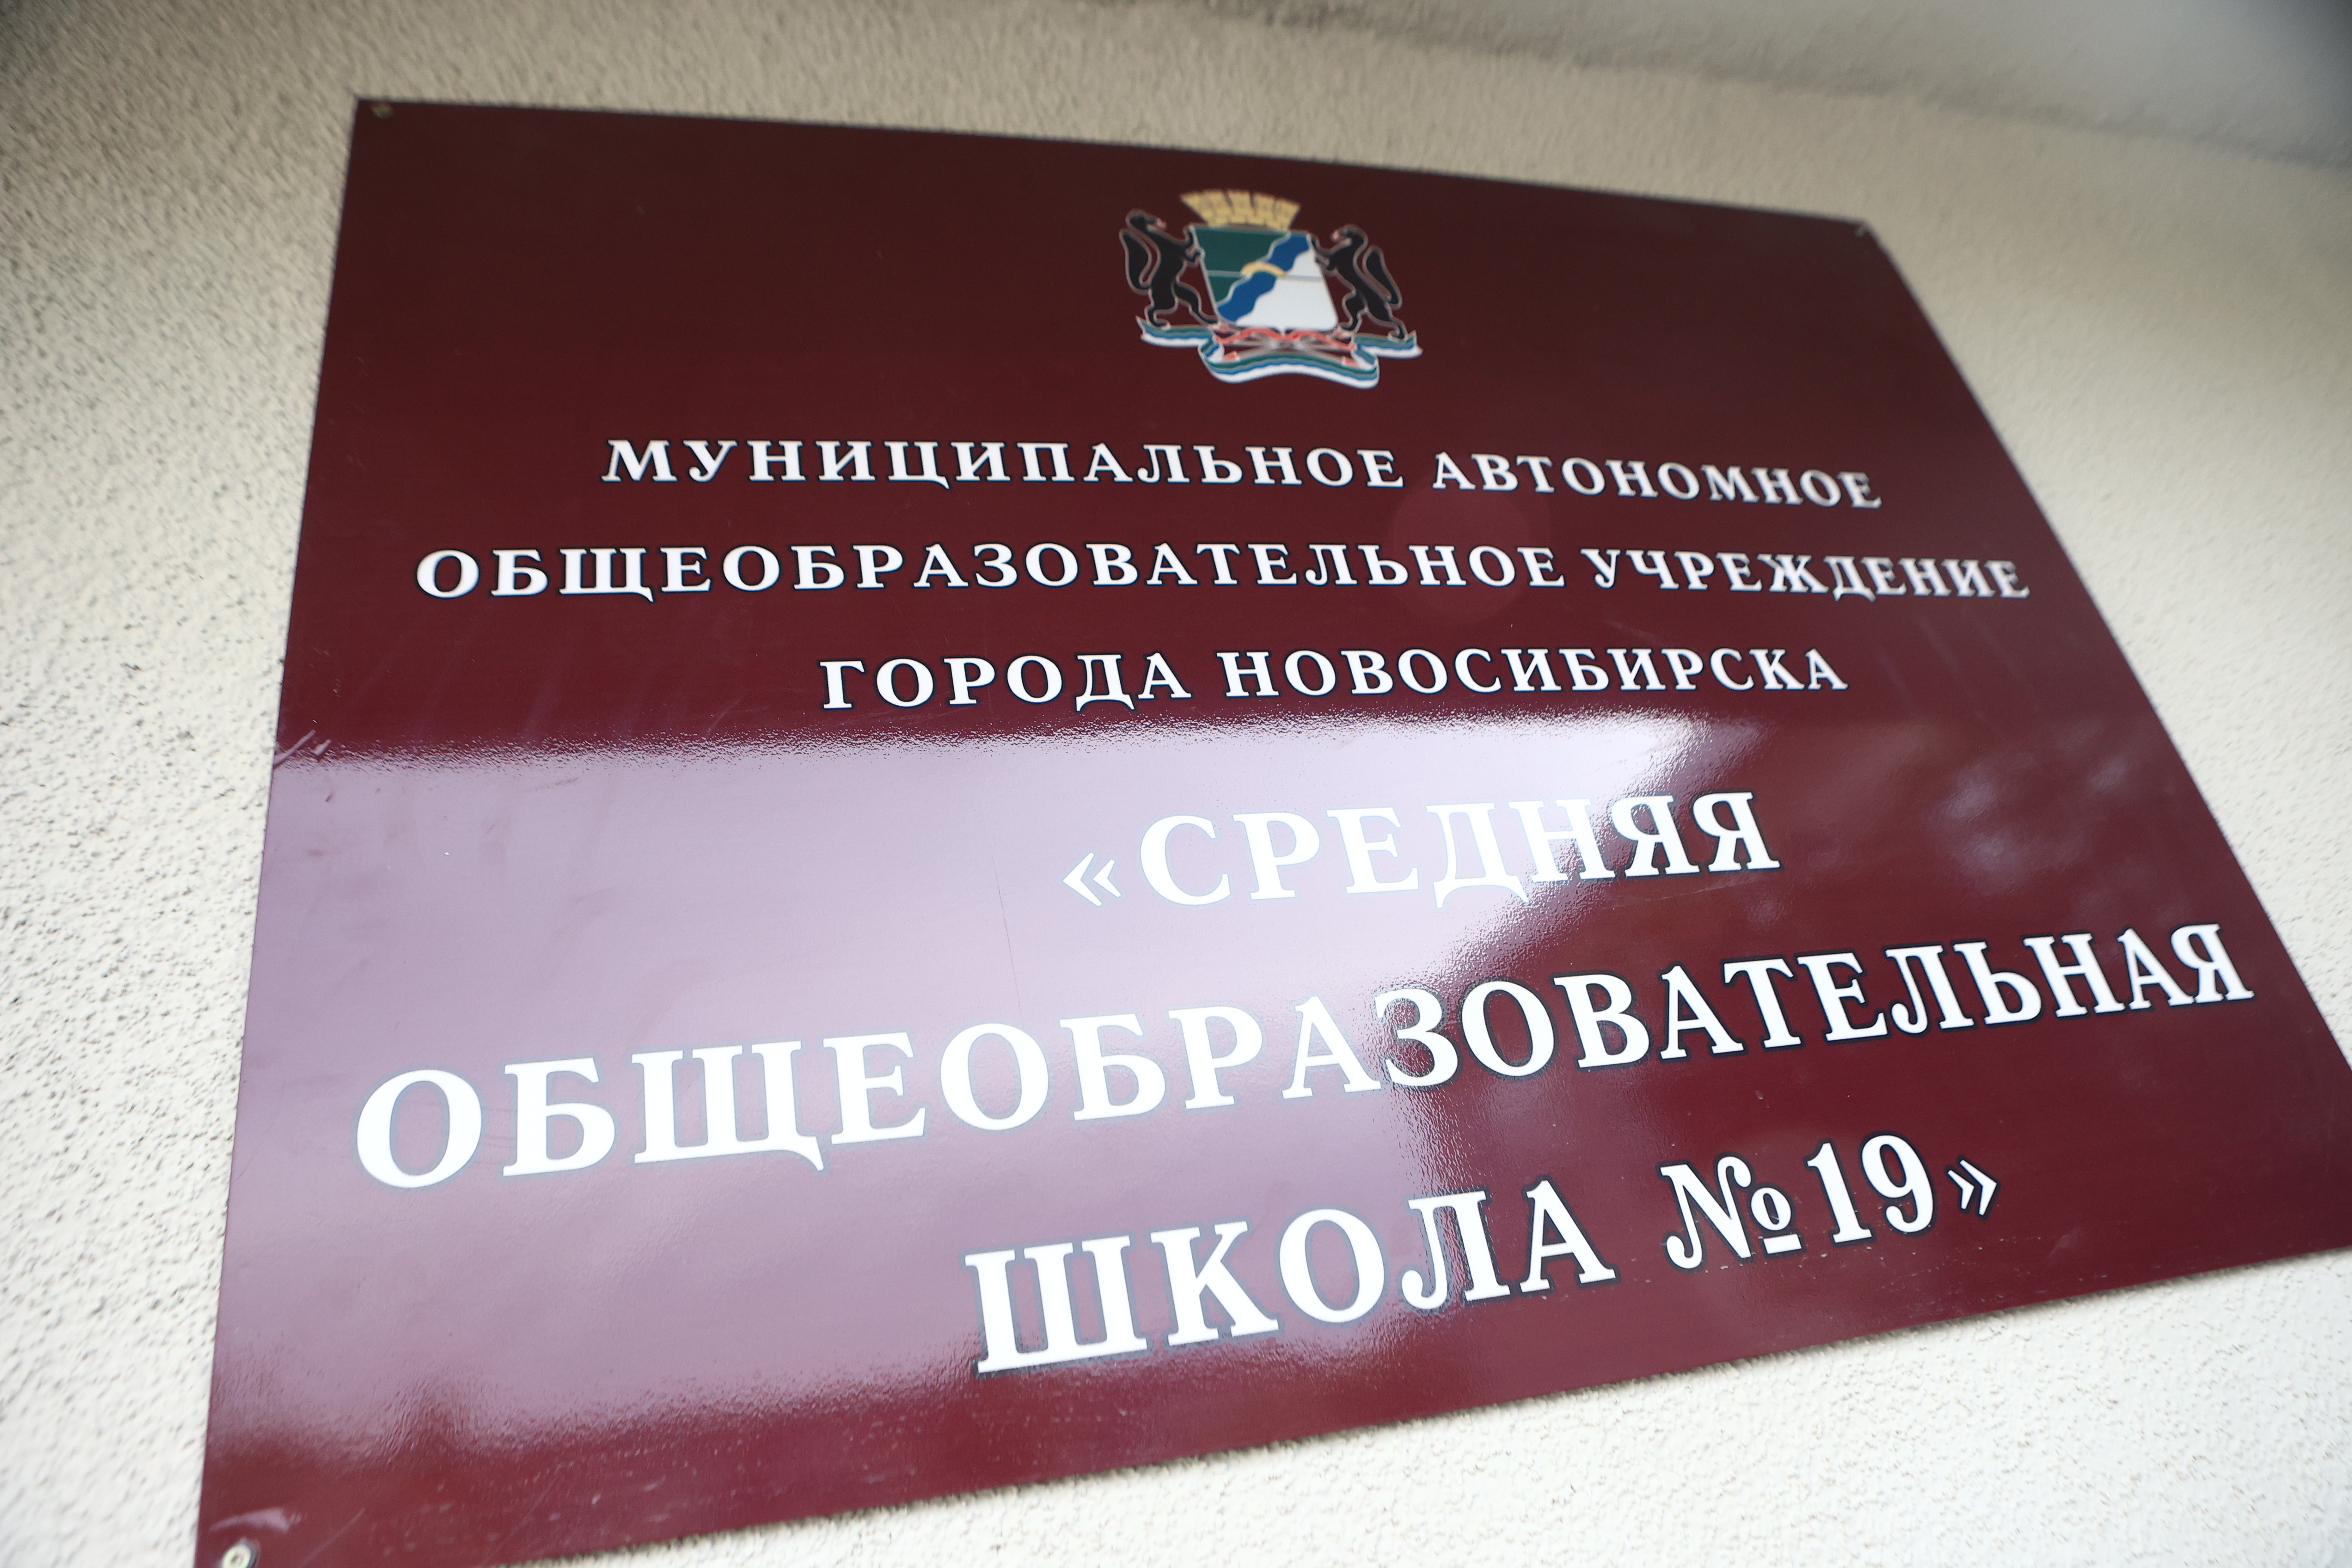 МУНИЦИПАЛЬНОЕ АВТОНОМНОЕ
ОБЩЕОБРАЗОВАТЕЛЬНОЕ УЧРЕЖДЕНИЕ
ГОРОДА НОВОСИБИРСКА
«СРЕДНЯЯ
ОБЩЕОБРАЗОВАТЕЛЬНАЯ
ШКОЛА №19»